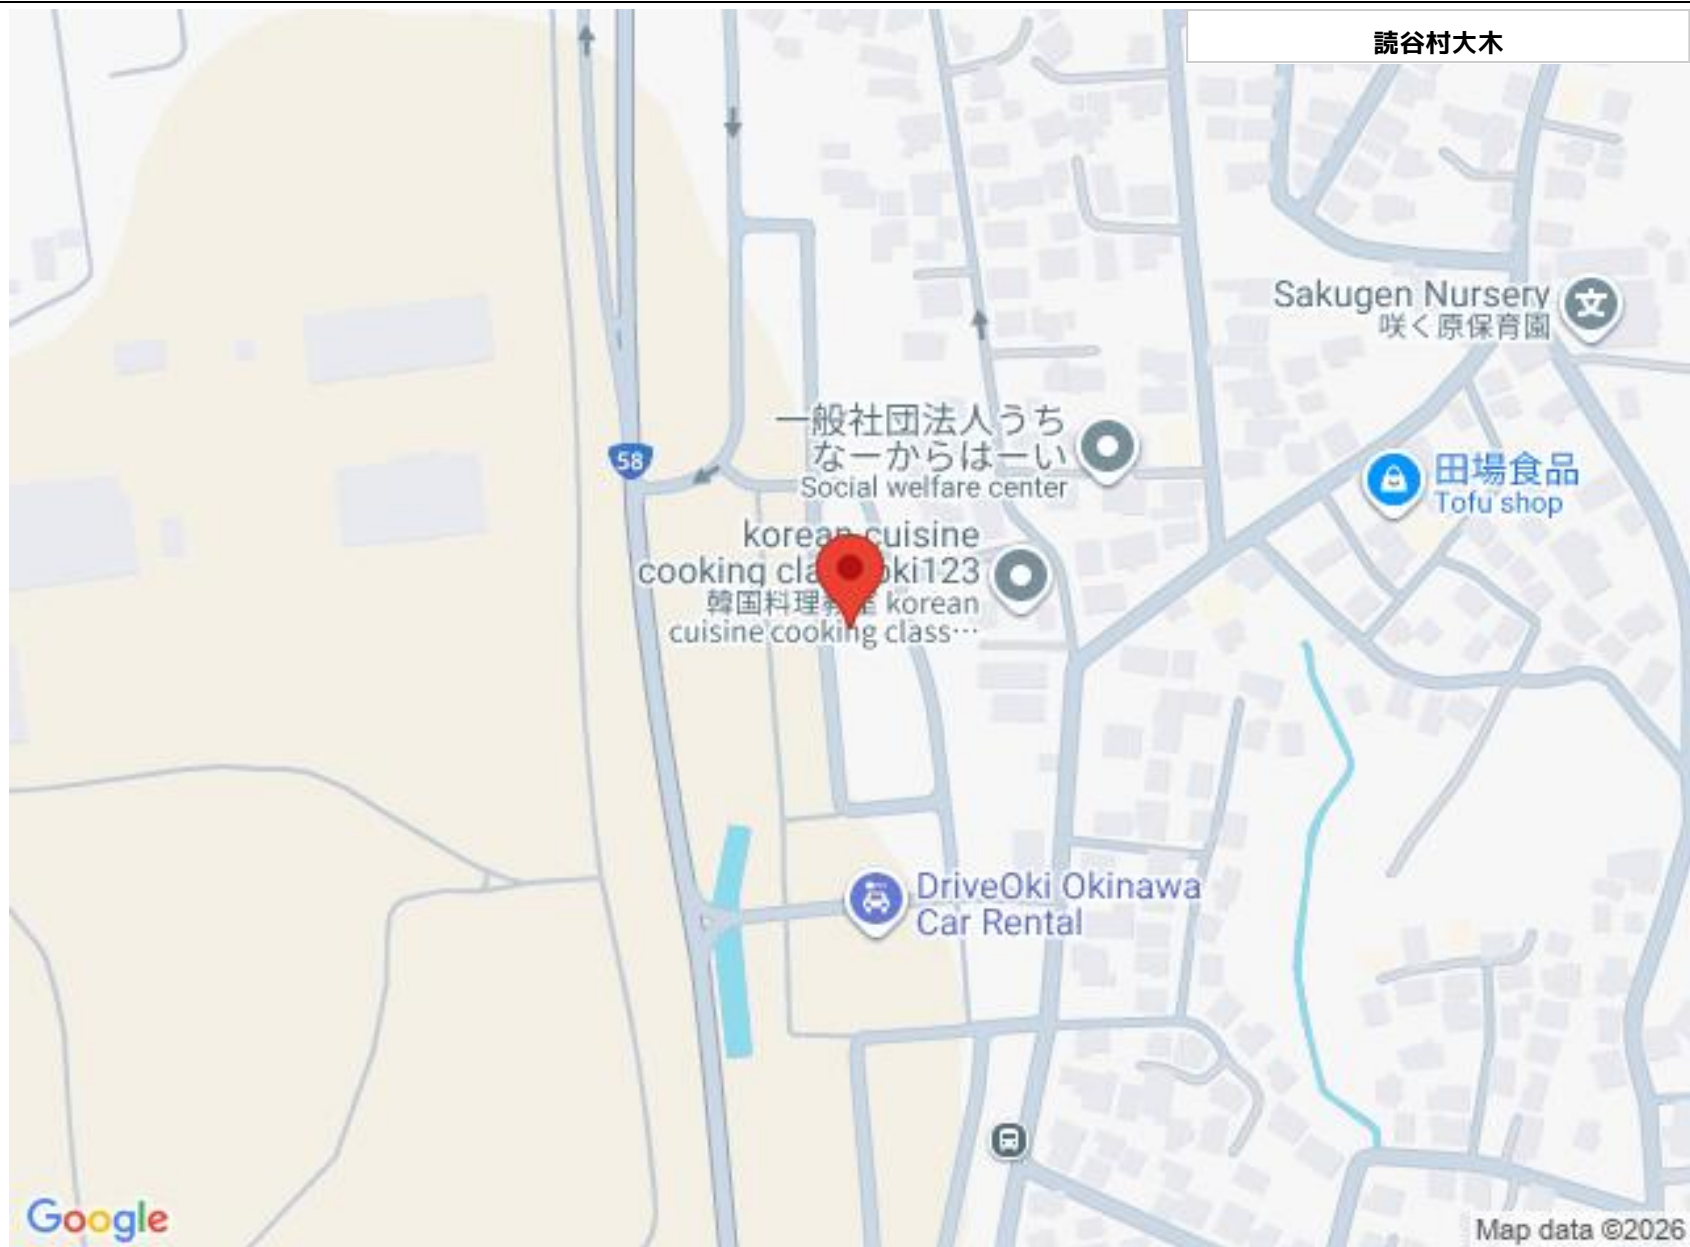 読谷村大木
Sakugen Nursery
咲く原保育園
文
一般社団法人うち
なーからはーい
Social welfare center
58
田場食品
Tofu shop
korean cuisine
cooking cla oki123
韓国料理教室 korean
cuisine cooking class…
DriveOki Okinawa
Car Rental
Google
Map data ©2026